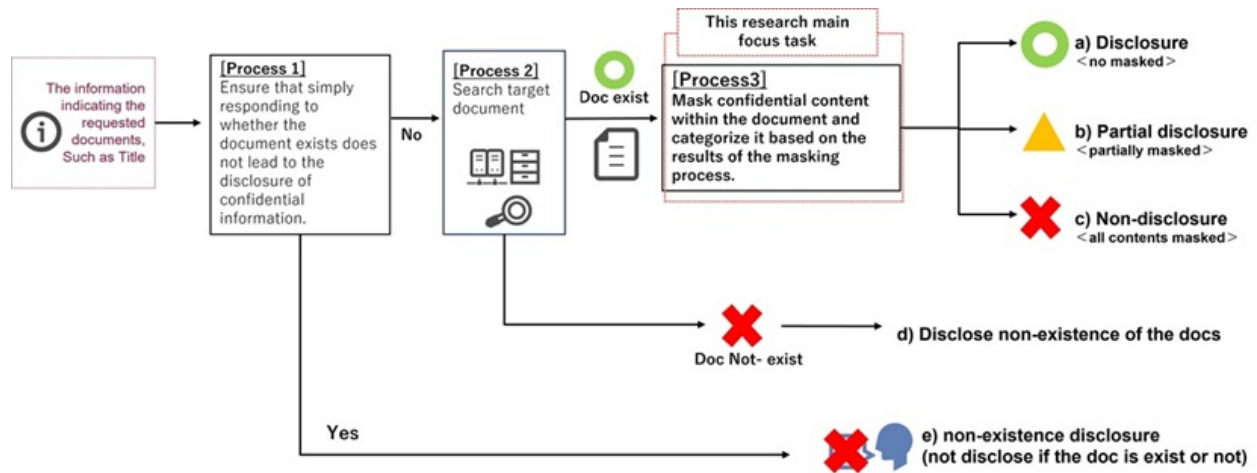 The information
indicating the
requested
documents,
Such as Title
[Process 1]
Ensure that simply
responding to
whether the
document exists does
not lead to the
disclosure of
confidential
information.
No
[Process 2]
Search target
document
Doc exist
This research main
focus task
[Process3]
Mask confidential content
within the document and
categorize it based on the
results of the masking
process.
a) Disclosure
<no masked>
b) Partial disclosure
<partially masked>
c) Non-disclosure
<all contents masked>
Doc Not- exist
d) Disclose non-existence of the docs
Yes
e) non-existence disclosure
(not disclose if the doc is exist or not)